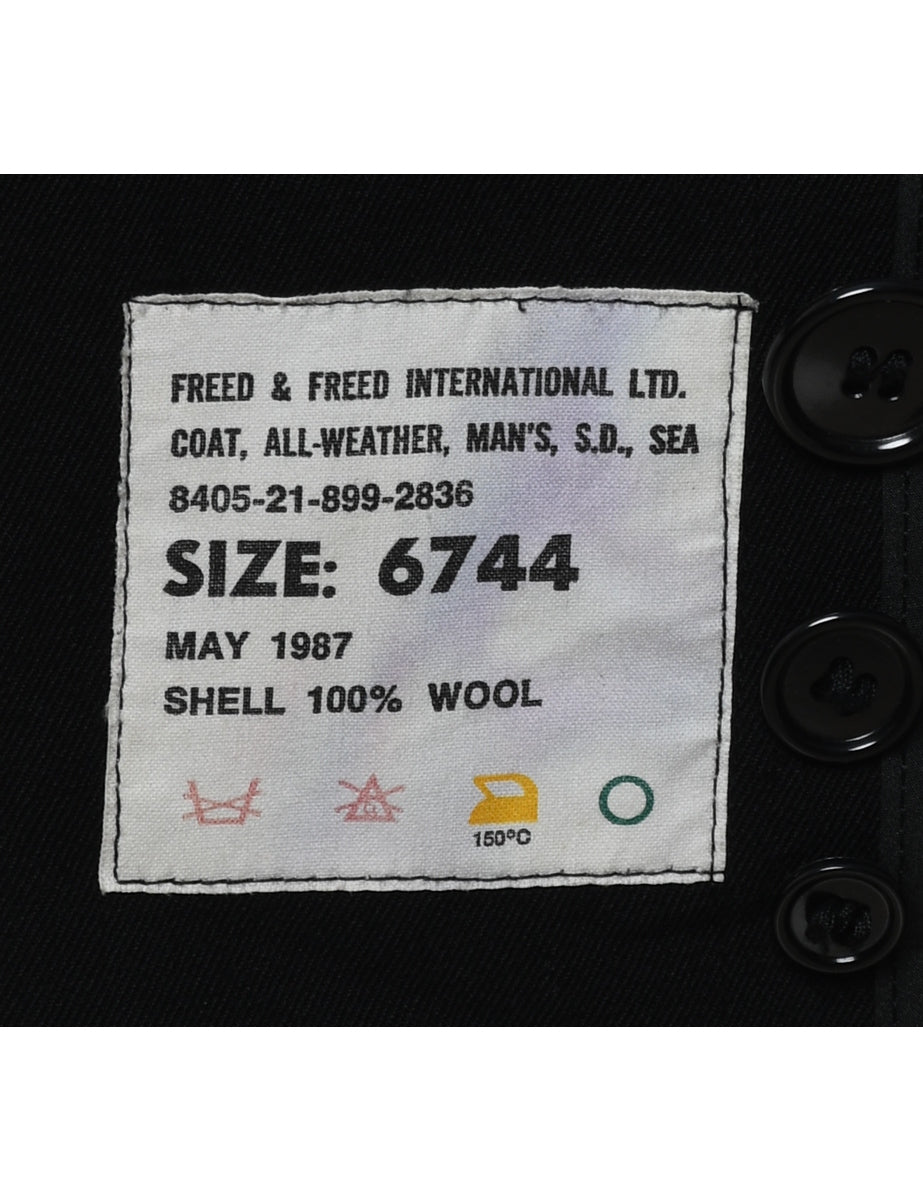 FREED & FREED INTERNATIONAL LTD.
COAT, ALL-WEATHER, MAN'S, S.D., SEA
8405-21-899-2836
SIZE: 6744
MAY 1987
SHELL 100% WOOL
150°C